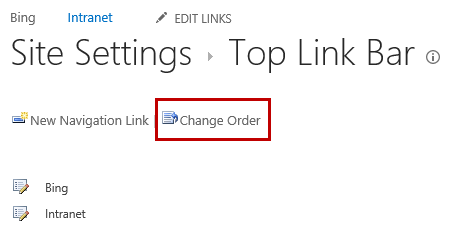 Bing Intranet EDIT LINKS
Site Settings ▸ Top Link Bar
New Navigation Link Change Order
Bing
Intranet